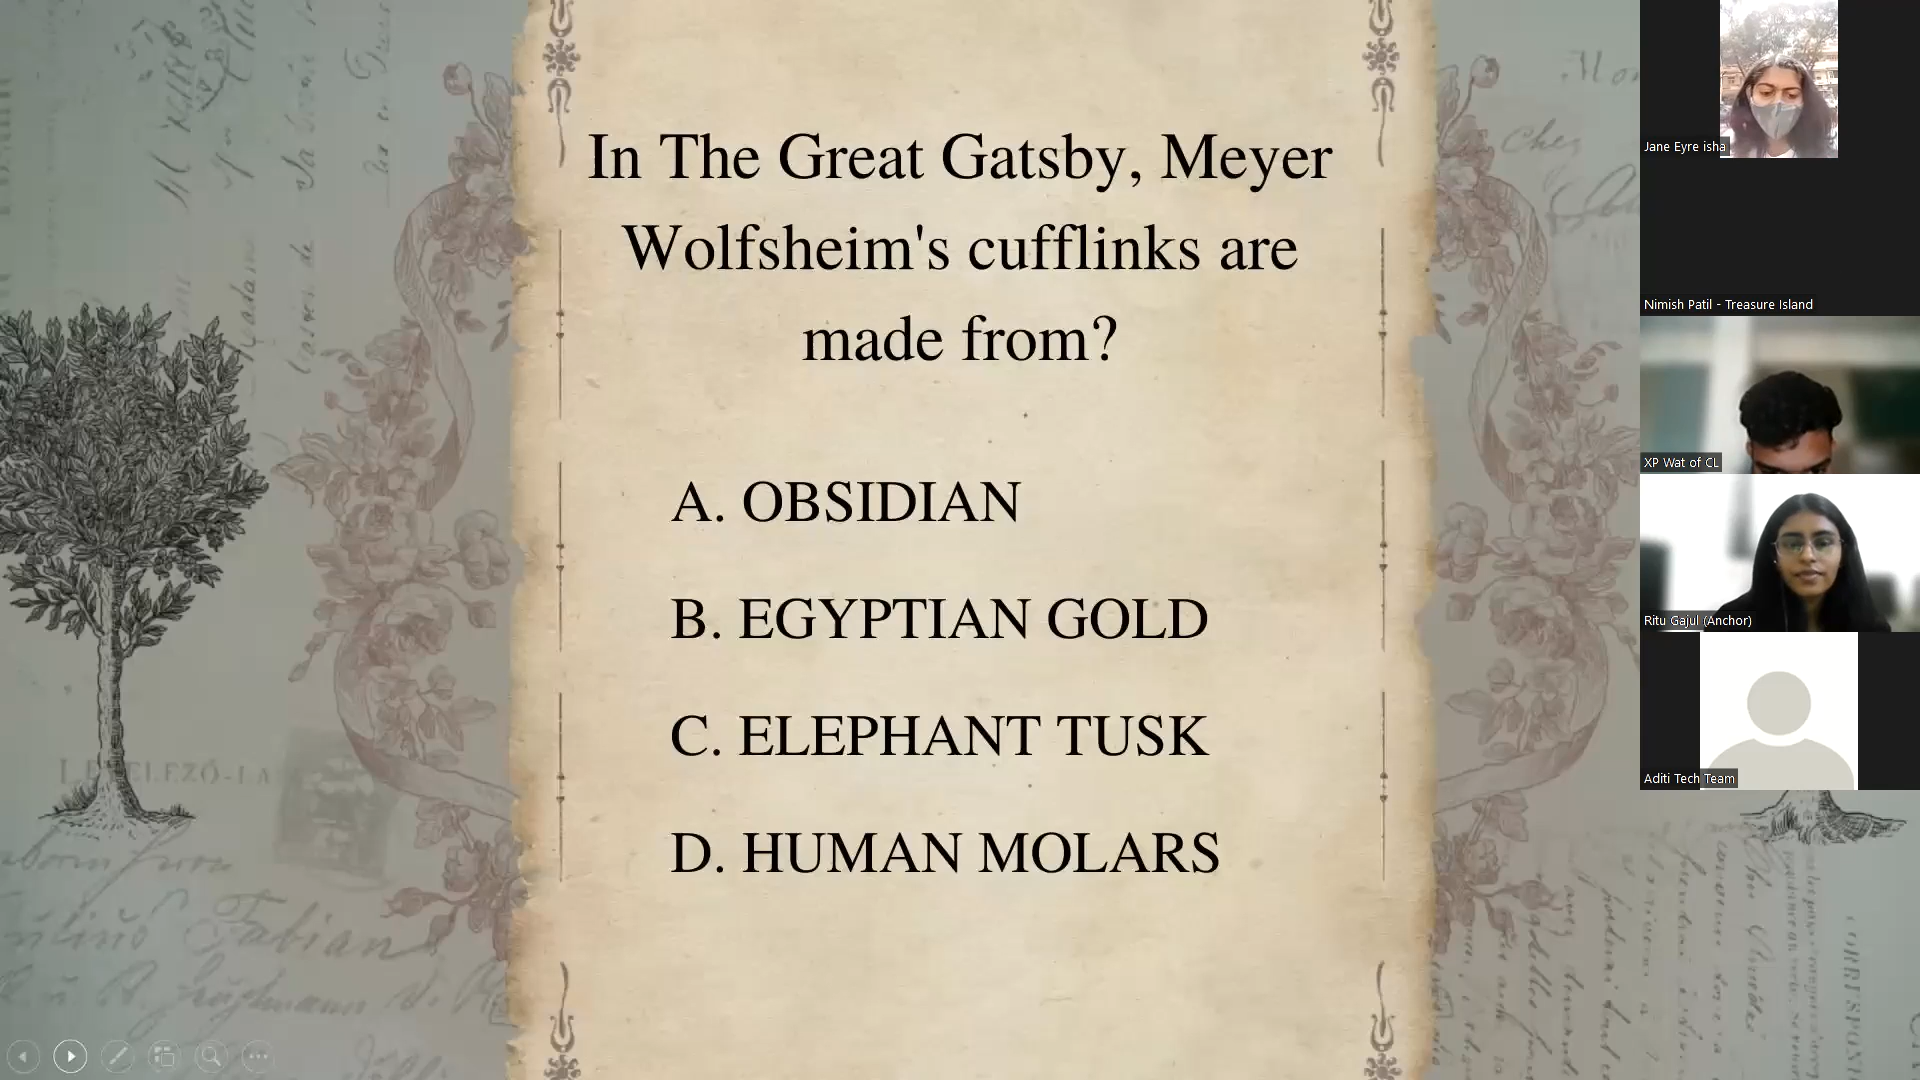 In The Great Gatsby, Meyer
Wolfsheim's cufflinks are
made from?
A. OBSIDIAN
B. EGYPTIAN GOLD
C. ELEPHANT TUSK
D. HUMAN MOLARS
Jane Eyre isha
Nimish Patil - Treasure Island
XP Wat of CL
Ritu Gajul (Anchor)
Aditi Tech Team